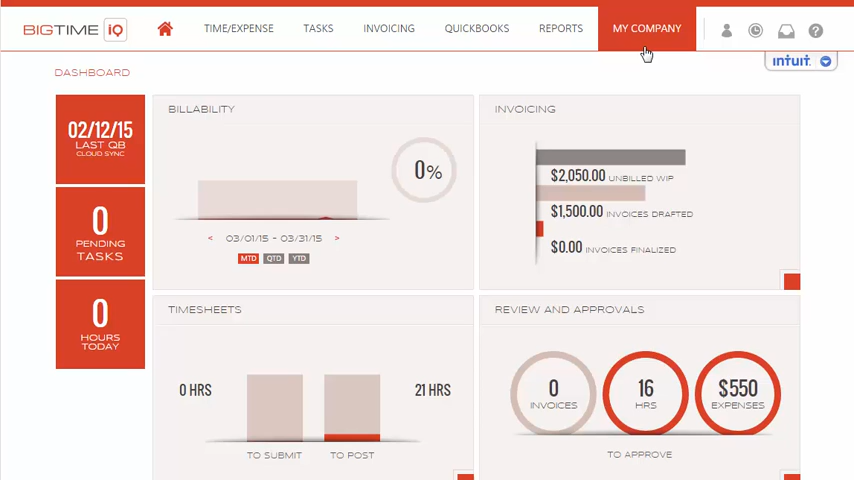 BIGTIME iQ
TIME/EXPENSE TASKS INVOICING QUICKBOOKS REPORTS MY COMPANY
?
intuit.
DASHBOARD
02/12/15
LAST QB
CLOUD SYNC
0
PENDING
TASKS
0
HOURS
TODAY
BILLABILITY
0%
< 03/01/15 - 03/31/15 >
MTD QTD YTD
INVOICING
$2,050.00 UNBILLED WIP
$1,500.00 INVOICES DRAFTED
$0.00 INVOICES FINALIZED
TIMESHEETS
0 HRS
21 HRS
TO SUBMIT
TO POST
REVIEW AND APPROVALS
0
INVOICES
16
HRS
$550
EXPENSES
TO APPROVE